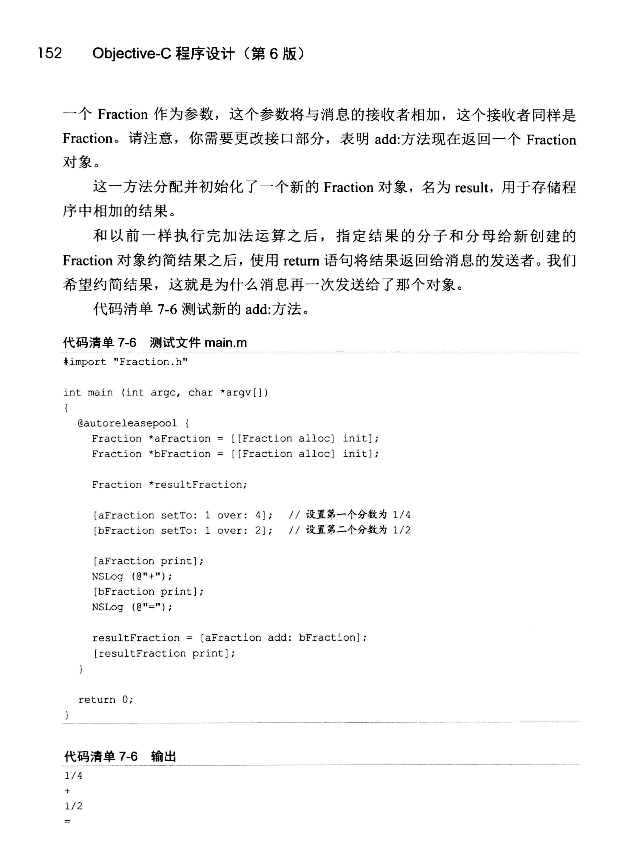 152 Objective-C 程序设计（第 6 版）
一个 Fraction 作为参数，这个参数将与消息的接收者相加，这个接收者同样是
Fraction。请注意，你需要更改接口部分，表明 add:方法现在返回一个 Fraction
对象。
这一方法分配并初始化了一个新的 Fraction 对象，名为 result，用于存储程
序中相加的结果。
和以前一样执行完加法运算之后，指定结果的分子和分母给新创建的
Fraction 对象约简结果之后，使用 return 语句将结果返回给消息的发送者。我们
希望约简结果，这就是为什么消息再一次发送给了那个对象。
代码清单 7-6 测试新的 add:方法。
代码清单 7-6 测试文件 main.m
#import "Fraction.h"
int main (int argc, char *argv[])
{
@autoreleasepool {
Fraction *aFraction = [[Fraction alloc] init];
Fraction *bFraction = [[Fraction alloc] init];
Fraction *resultFraction;
[aFraction setTo: 1 over: 4]; // 设置第一个分数为 1/4
[bFraction setTo: 1 over: 2]; // 设置第二个分数为 1/2
[aFraction print];
NSLog (@"+");
[bFraction print];
NSLog (@"=");
resultFraction = [aFraction add: bFraction];
[resultFraction print];
}
return 0;
}
代码清单 7-6 输出
1/4
+
1/2
=